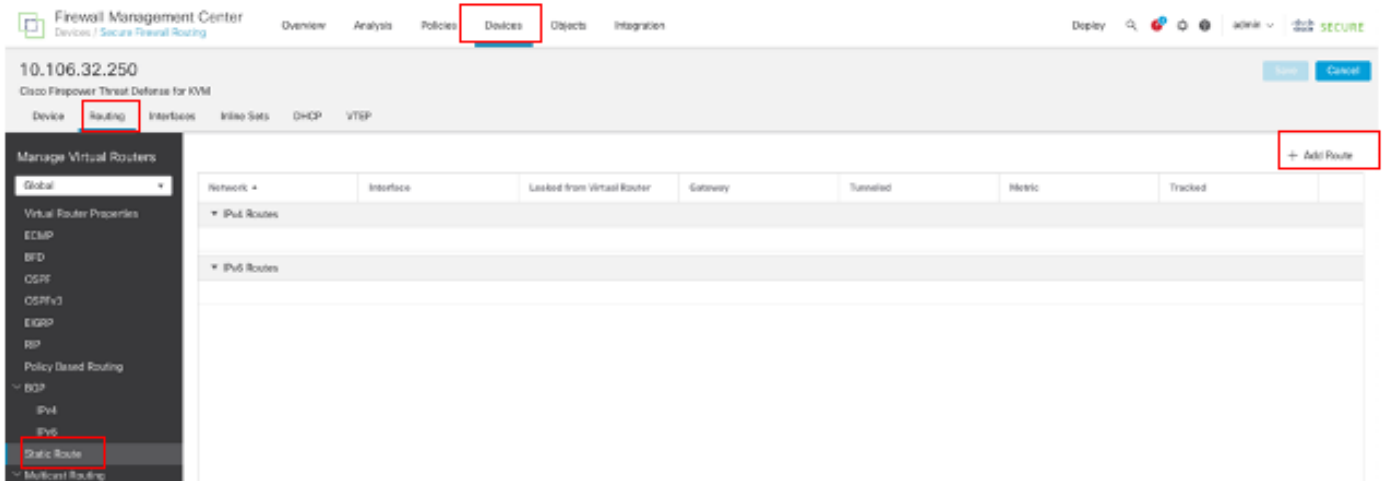 Firewall Management Center
Devices / Secure Firewall Routing
Overview Analysis Policies Devices Objects Integration
Deploy admin SECURE
10.106.32.250
Cisco Firepower Threat Defense for KVM
Save Cancel
Device Routing Interfaces Inline Sets DHCP VTEP
Manage Virtual Routers
+ Add Route
Global
Network Interface Leaked from Virtual Router Gateway Tunneled Metric Tracked
Virtual Router Properties
IPv4 Routes
ECMP
BFD
IPv6 Routes
OSPF
OSPFv3
EIGRP
RIP
Policy Based Routing
BGP
IPv4
IPv6
Static Route
Multicast Routing